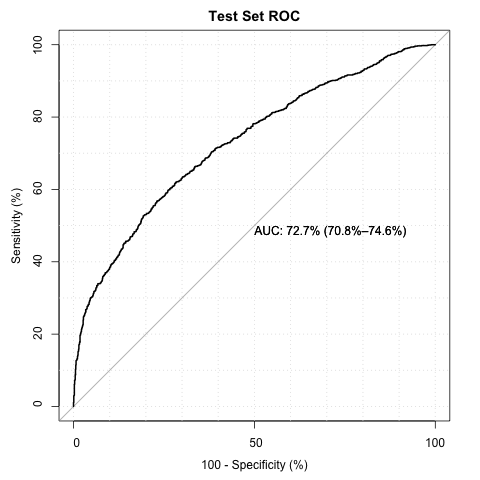 Test Set ROC
100
80
60
40
20
0
Sensitivity (%)
AUC: 72.7% (70.8%–74.6%)
0 50 100
100 - Specificity (%)